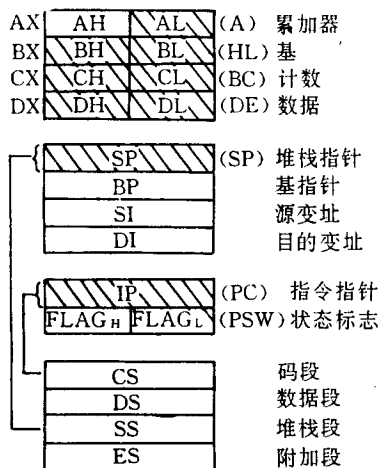 AX AH AL (A) 累加器
BX BH BL (HL) 基
CX CH CL (BC) 计数
DX DH DL (DE) 数据
SP (SP) 堆栈指针
BP 基指针
SI 源变址
DI 目的变址
IP (PC) 指令指针
FLAGH FLAGL (PSW) 状态标志
CS 码段
DS 数据段
SS 堆栈段
ES 附加段